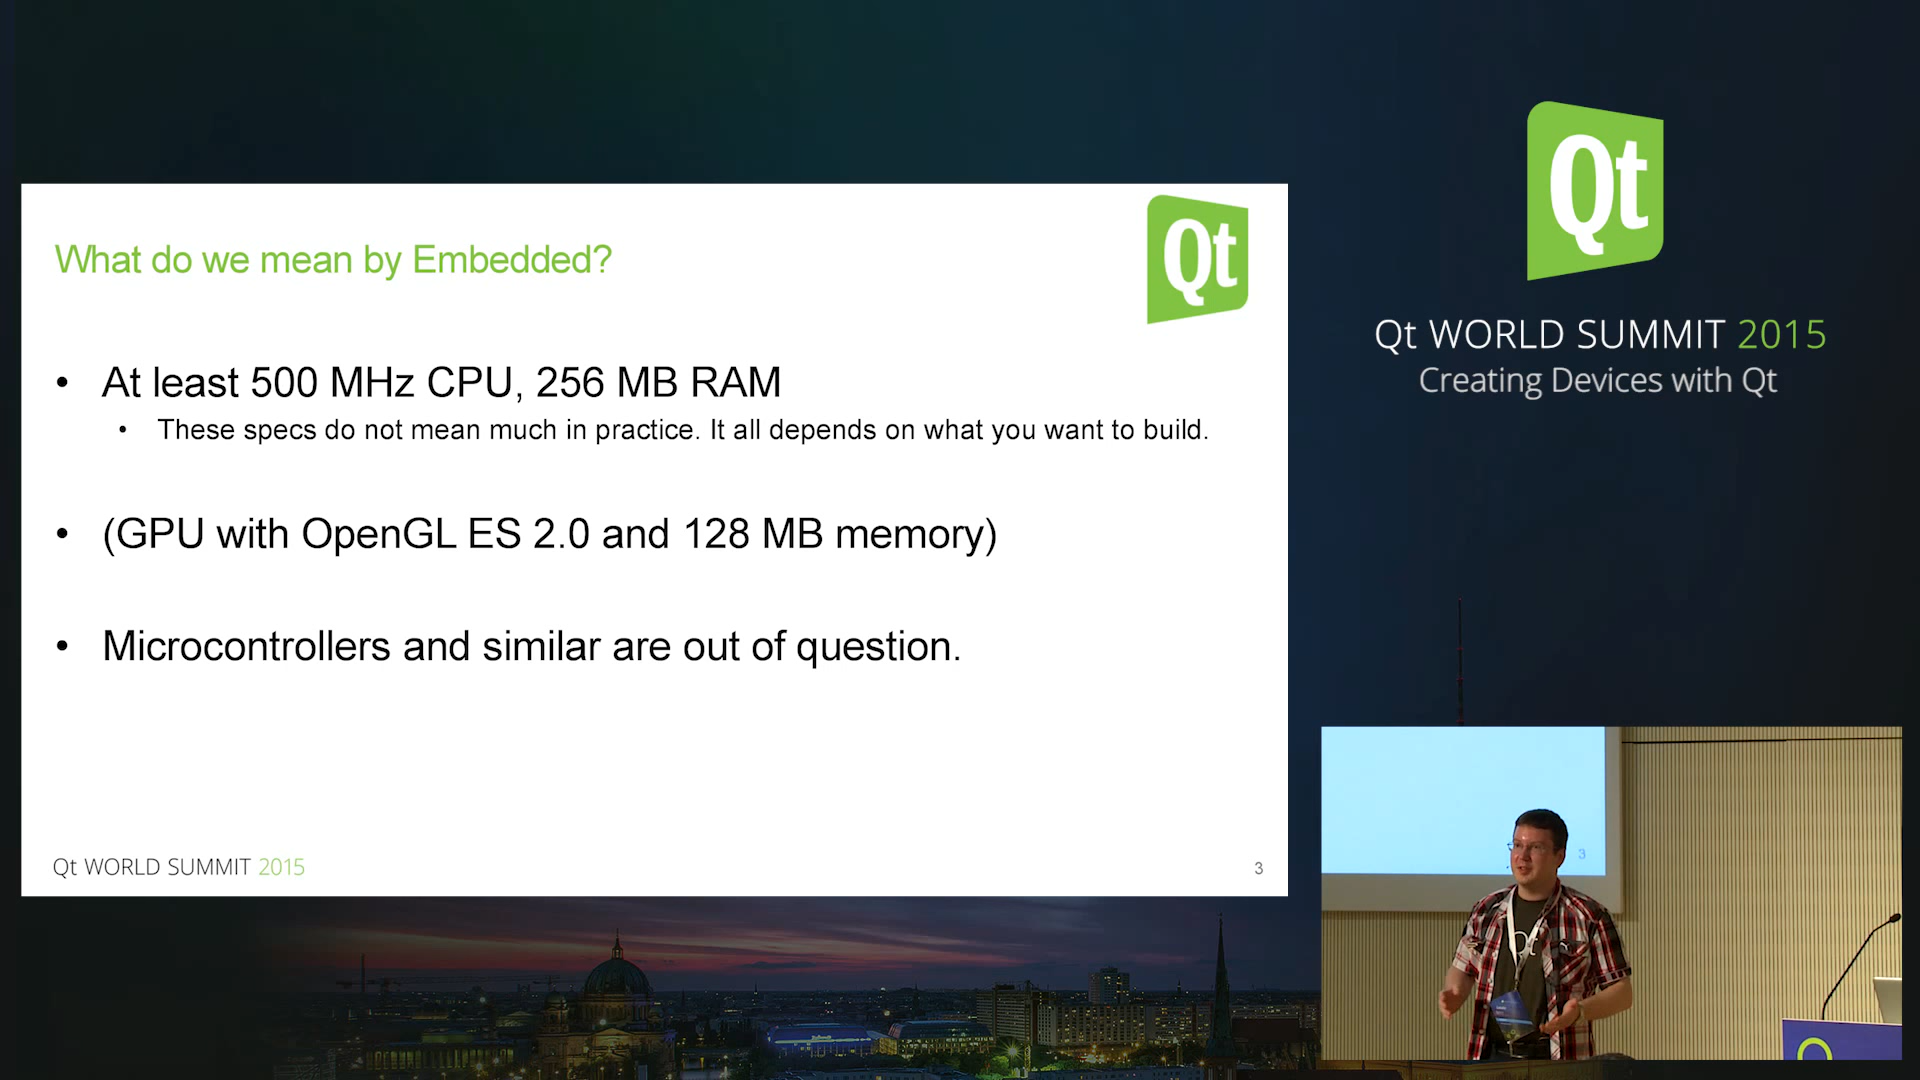 What do we mean by Embedded?
Qt
• At least 500 MHz CPU, 256 MB RAM
• These specs do not mean much in practice. It all depends on what you want to build.
• (GPU with OpenGL ES 2.0 and 128 MB memory)
• Microcontrollers and similar are out of question.
Qt WORLD SUMMIT 2015
3
Qt
Qt WORLD SUMMIT 2015
Creating Devices with Qt
3